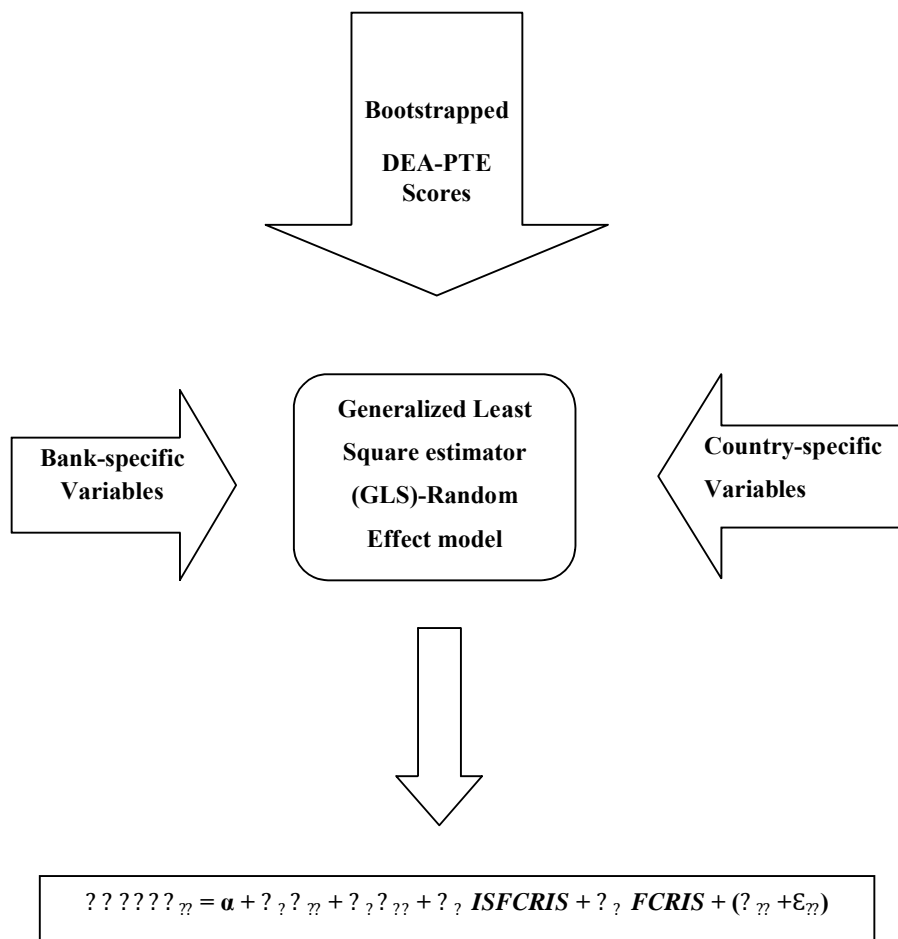 Bootstrapped
DEA-PTE
Scores
Generalized Least
Square estimator
(GLS)-Random
Effect model
Bank-specific
Variables
Country-specific
Variables
? ? ? ? ? ? ?? = α + ? ? ? ?? + ? ? ? ?? + ? ? ISFCRIS + ? ? FCRIS + (? ?? +Ɛ??)